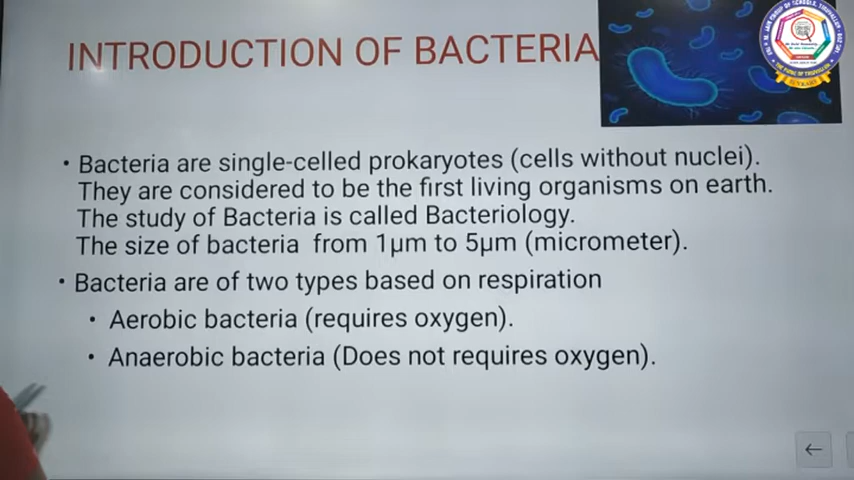 INTRODUCTION OF BACTERIA
• Bacteria are single-celled prokaryotes (cells without nuclei).
They are considered to be the first living organisms on earth.
The study of Bacteria is called Bacteriology.
The size of bacteria from 1µm to 5µm (micrometer).
• Bacteria are of two types based on respiration
• Aerobic bacteria (requires oxygen).
• Anaerobic bacteria (Does not requires oxygen).